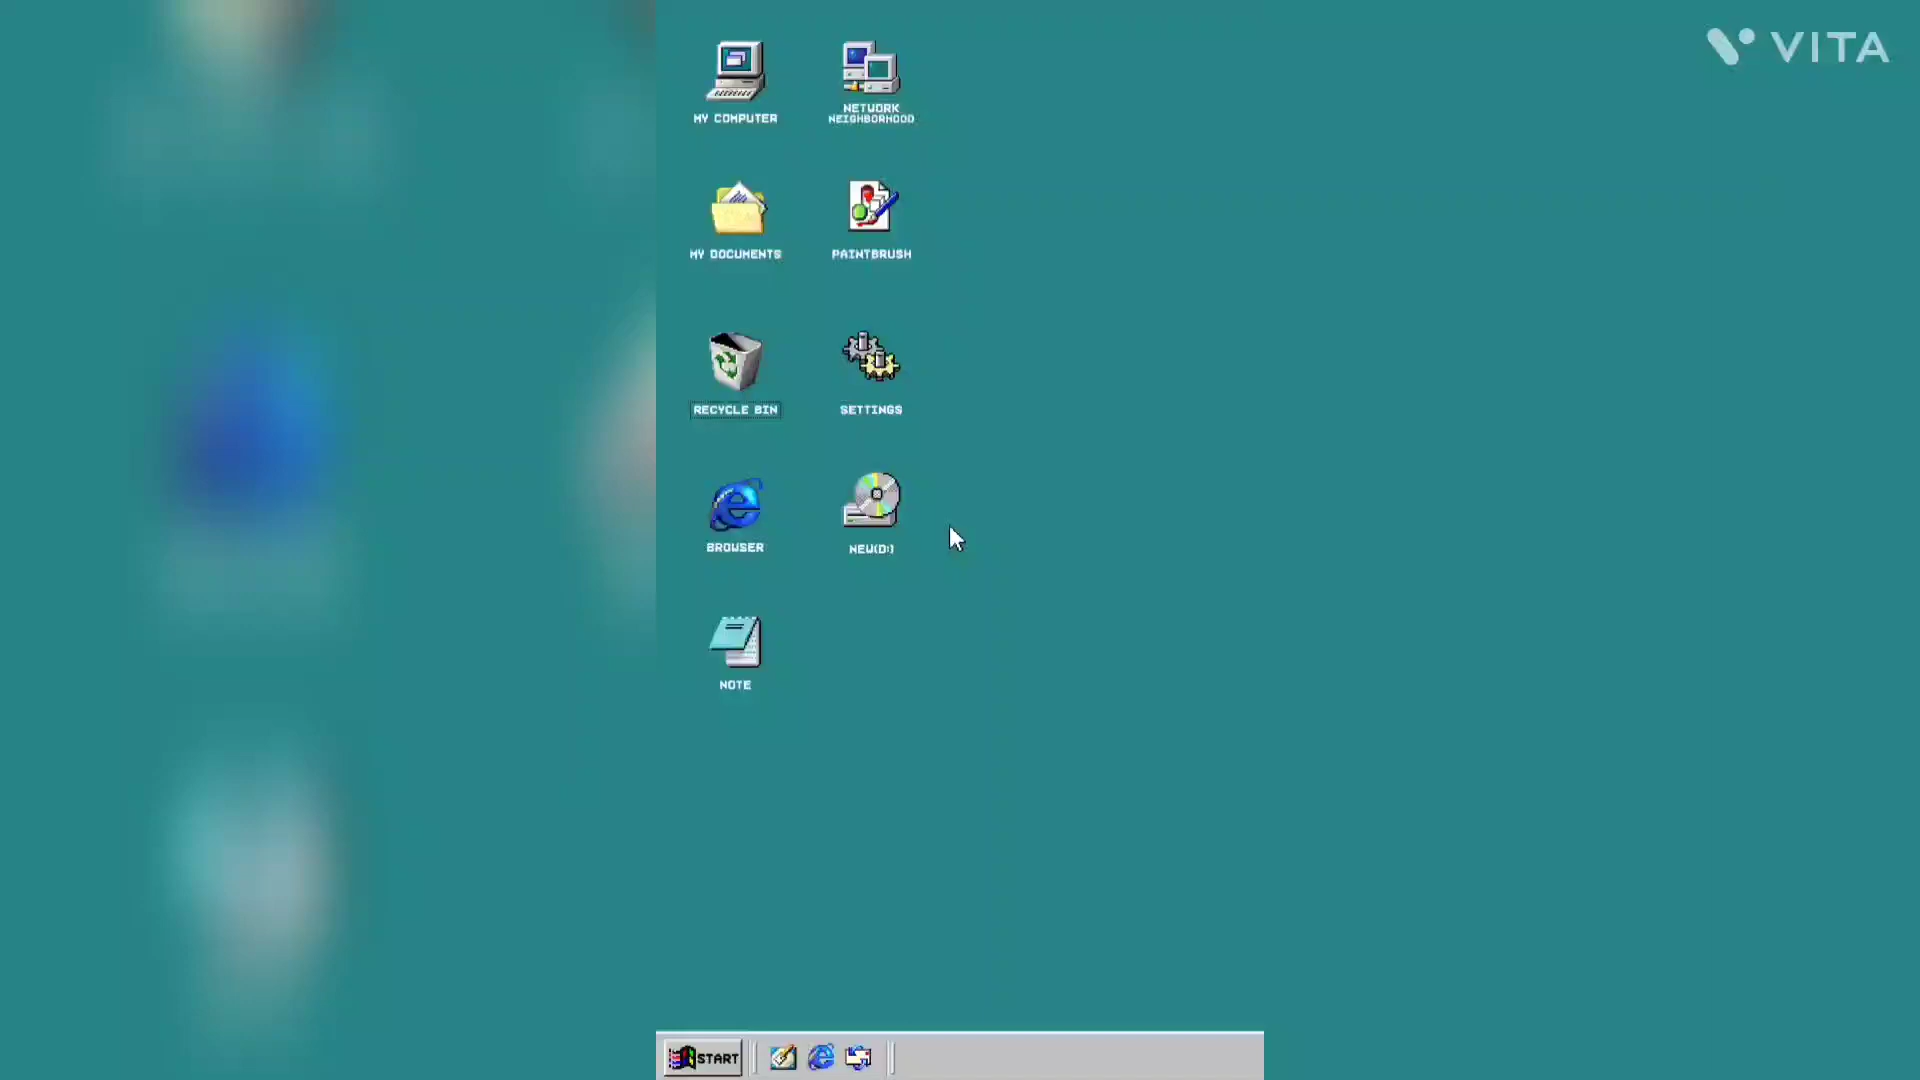 VITA
MY COMPUTER
NETWORK
NEIGHBORHOOD
MY DOCUMENTS
PAINTBRUSH
RECYCLE BIN
SETTINGS
BROWSER
NEW(D:)
NOTE
START